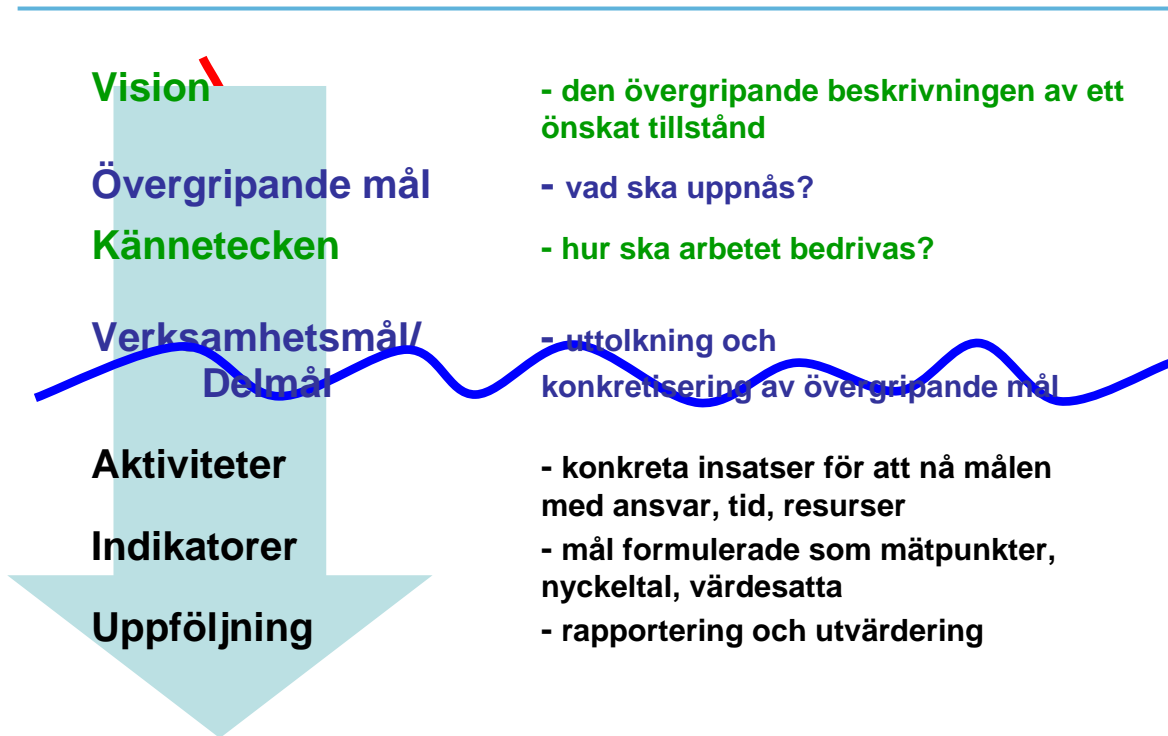 Vision - den övergripande beskrivningen av ett
önskat tillstånd
Övergripande mål - vad ska uppnås?
Kännetecken - hur ska arbetet bedrivas?
Verksamhetsmål/ - uttolkning och
Delmål konkretisering av övergripande mål
Aktiviteter - konkreta insatser för att nå målen
med ansvar, tid, resurser
Indikatorer - mål formulerade som mätpunkter,
nyckeltal, värdesatta
Uppföljning - rapportering och utvärdering